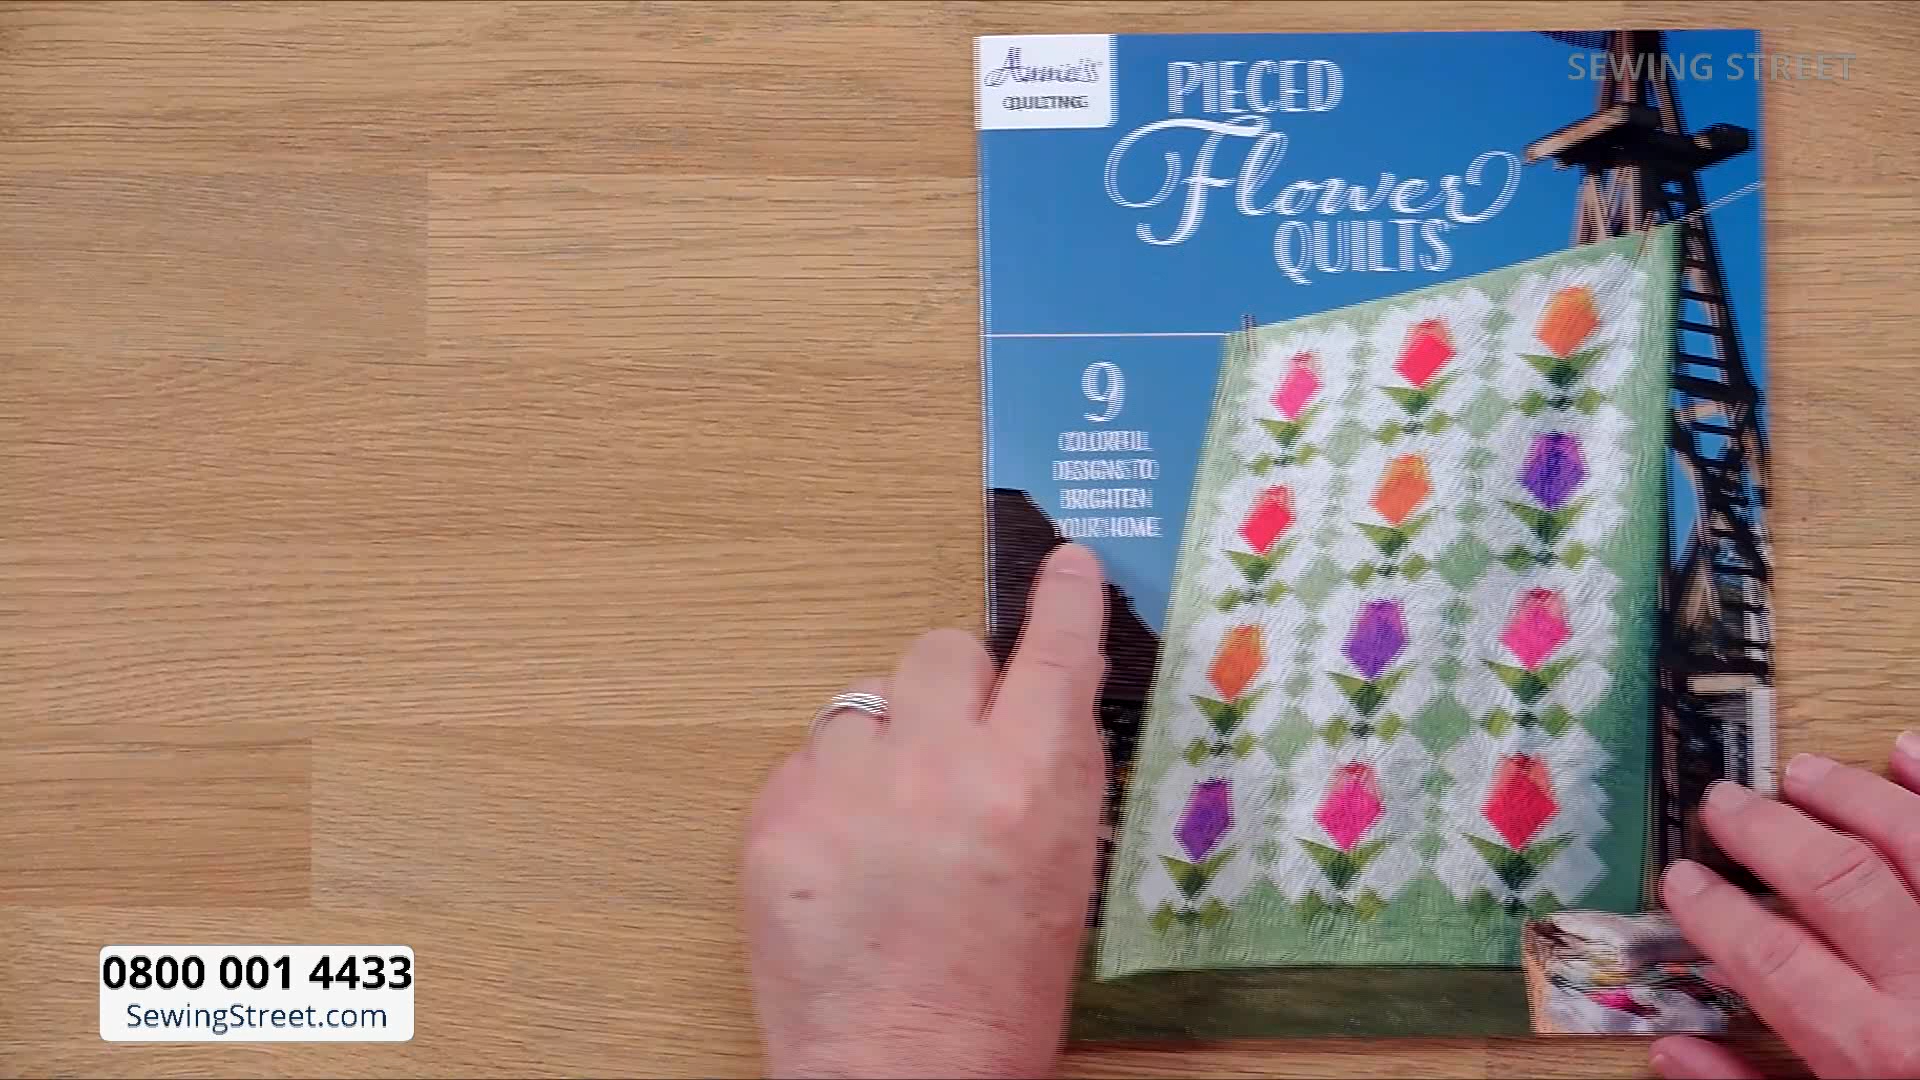 SEWING STREET
Annie's
QUILTING
PIECED
Flower
QUILTS
9
COLORFUL
DESIGNS TO
BRIGHTEN
YOUR HOME
0800 001 4433
SewingStreet.com